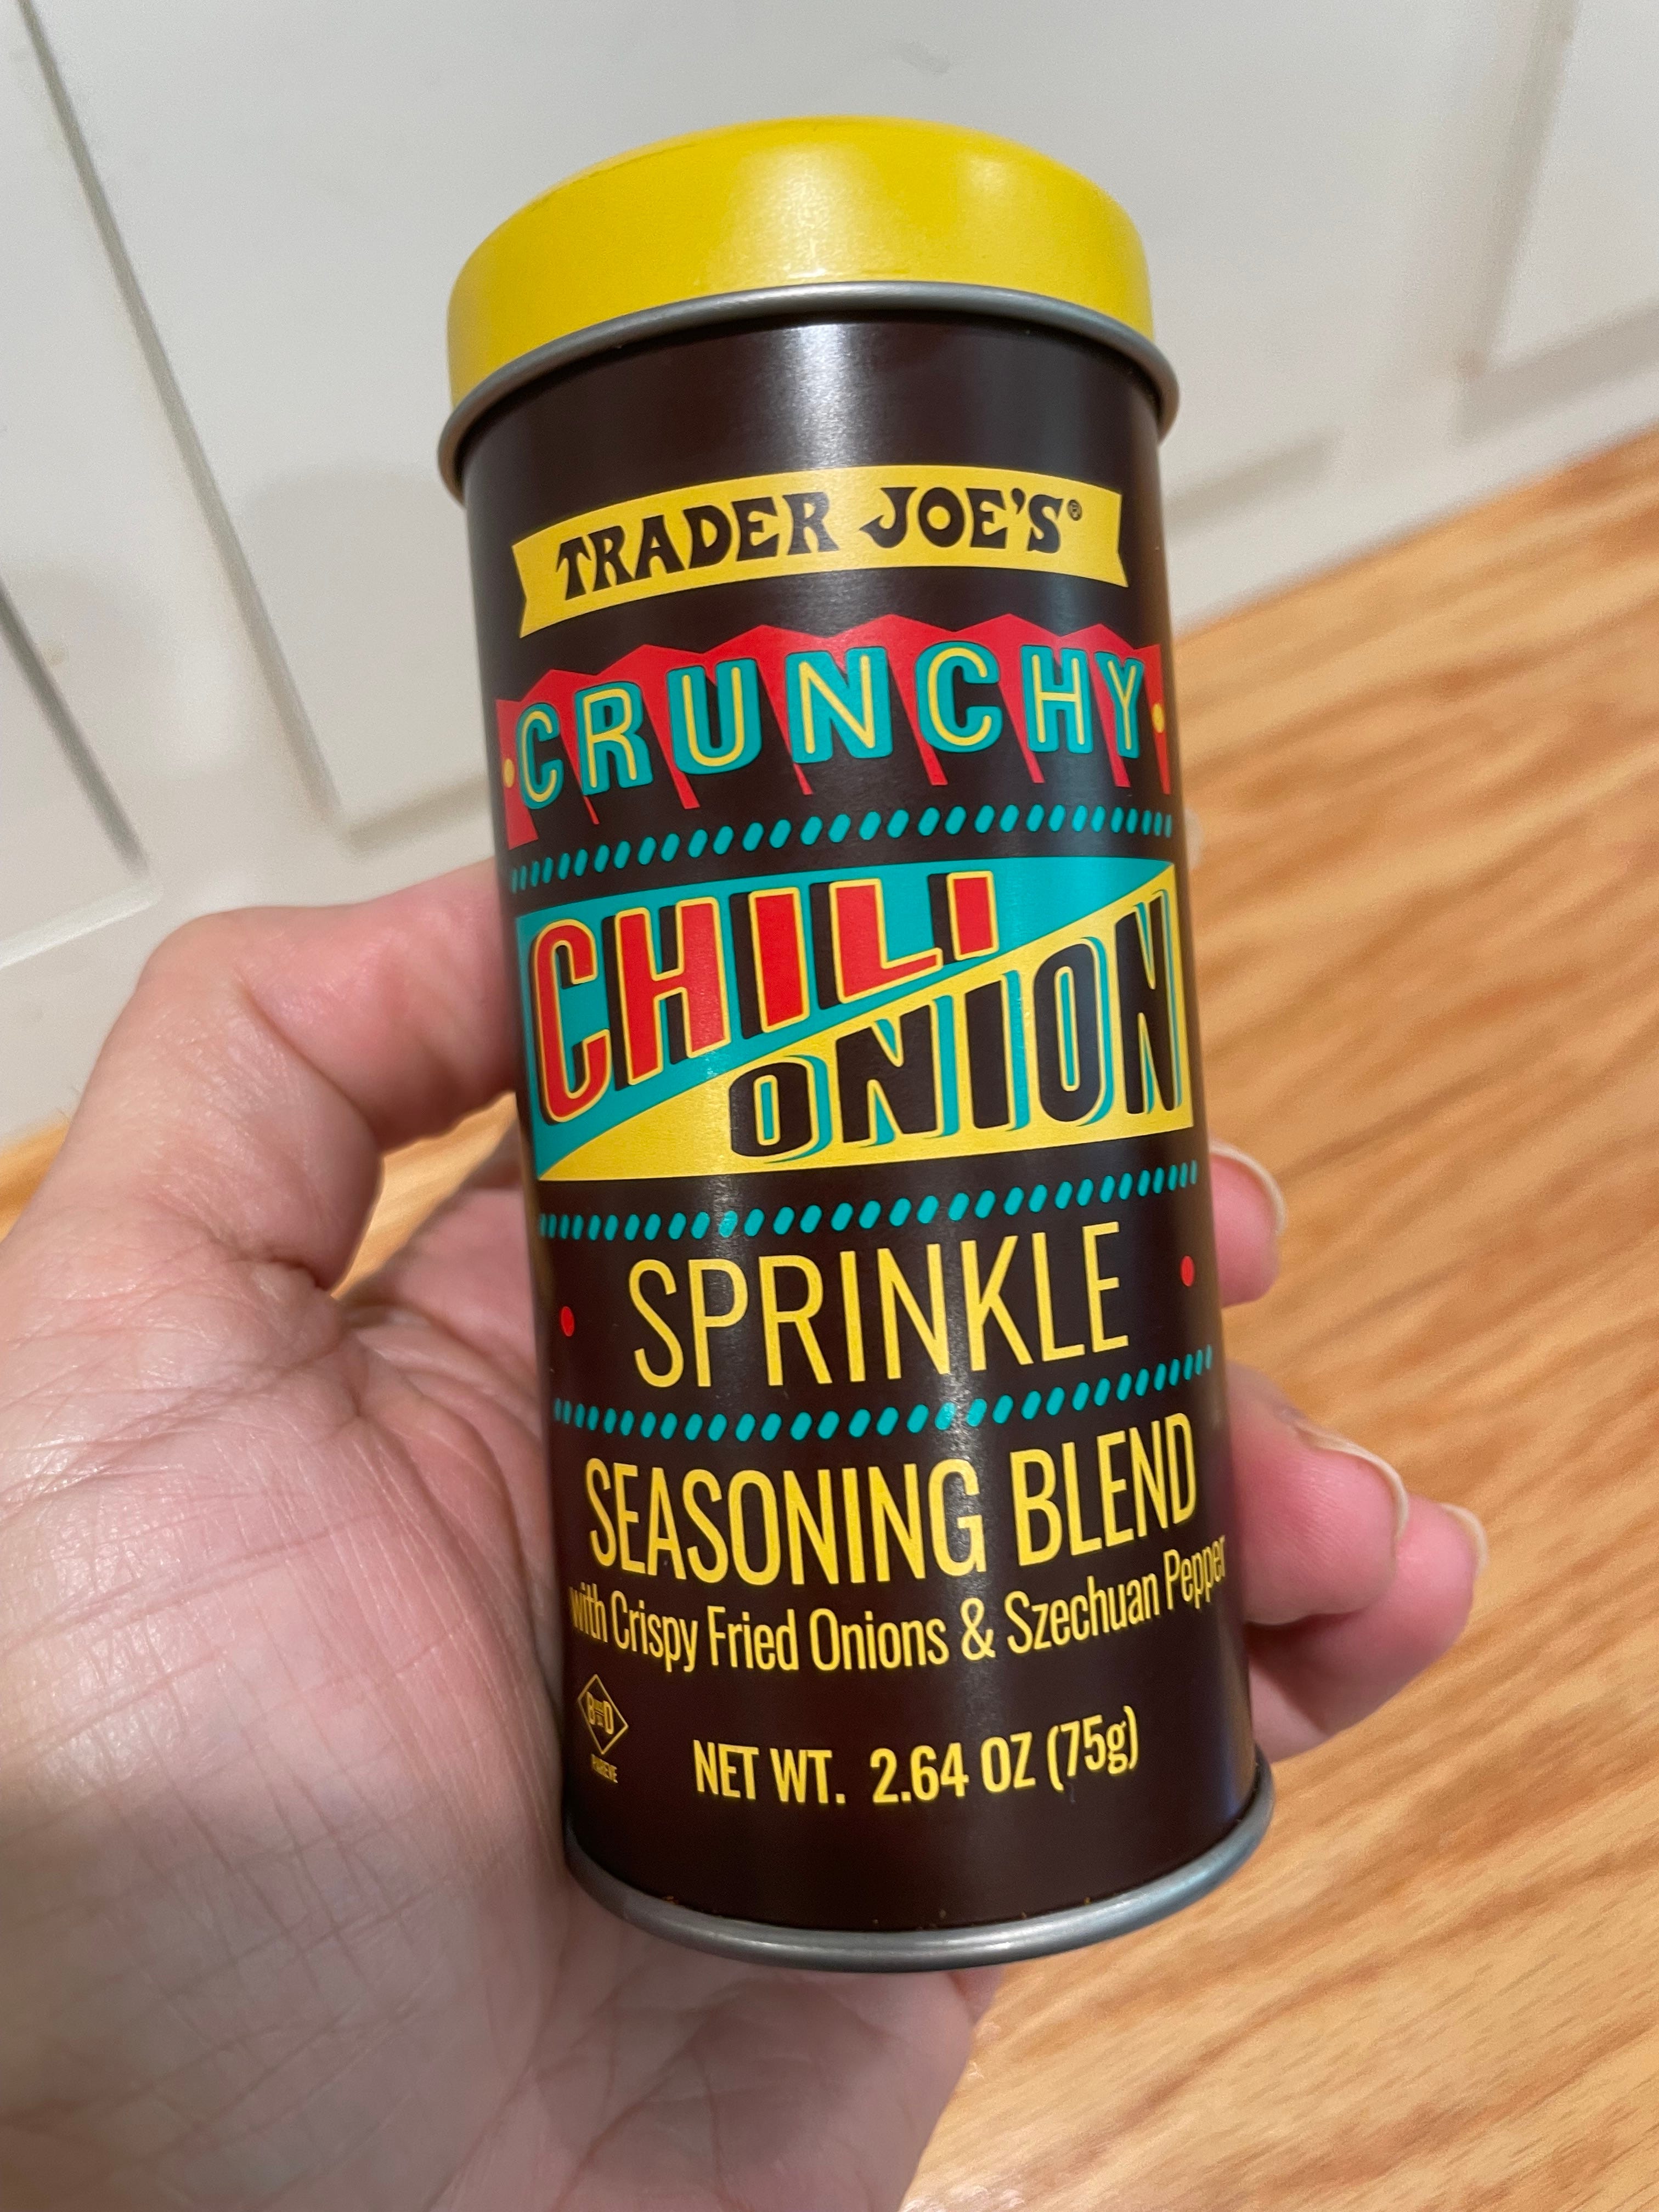 TRADER JOE'S®
CRUNCHY
CHILI
ONION
SPRINKLE
SEASONING BLEND
with Crispy Fried Onions & Szechuan Pepper
PAREVE
NET WT. 2.64 OZ (75g)